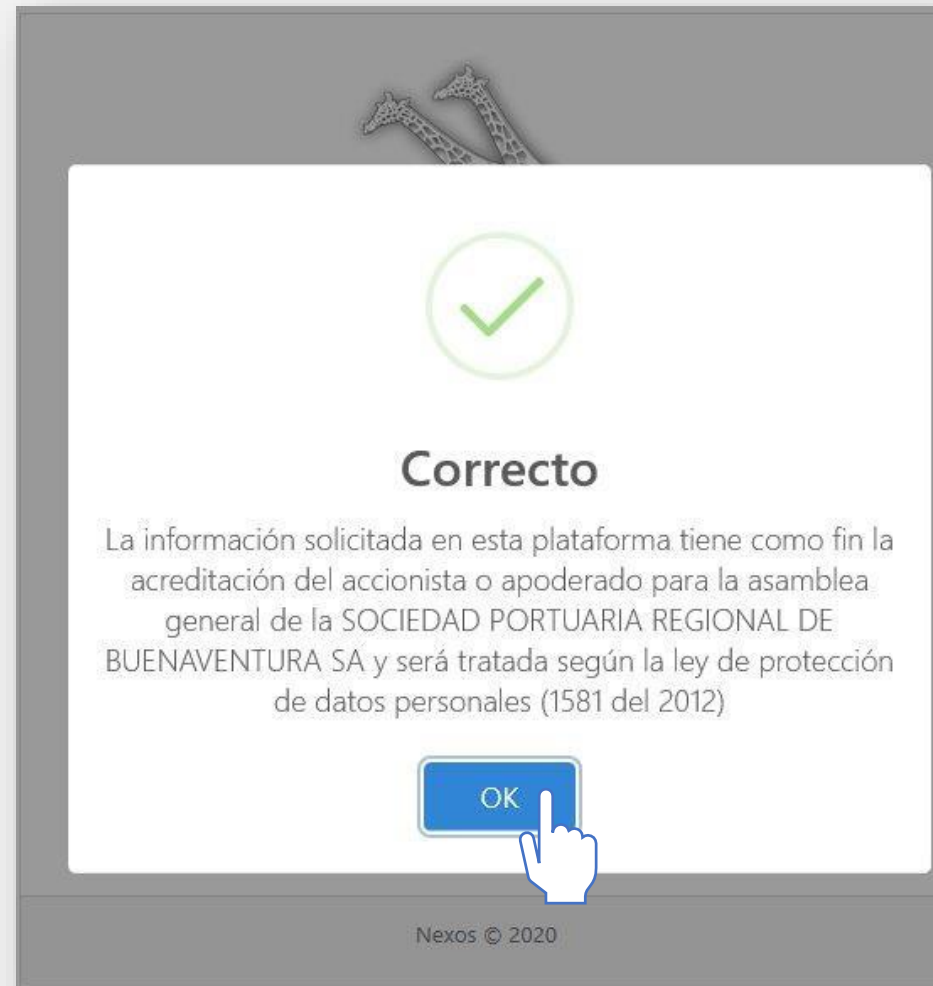 Correcto
La información solicitada en esta plataforma tiene como fin la
acreditación del accionista o apoderado para la asamblea
general de la SOCIEDAD PORTUARIA REGIONAL DE
BUENAVENTURA SA y será tratada según la ley de protección
de datos personales (1581 del 2012)
OK
Nexos © 2020